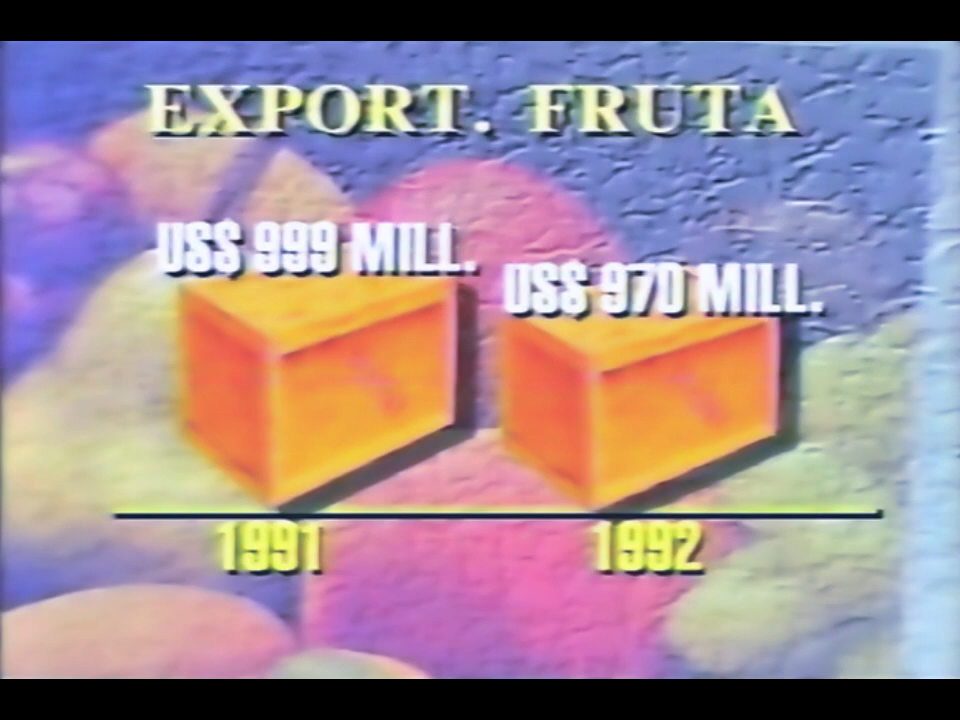 EXPORT. FRUTA
US$ 999 MILL.
US$ 970 MILL.
1991
1992